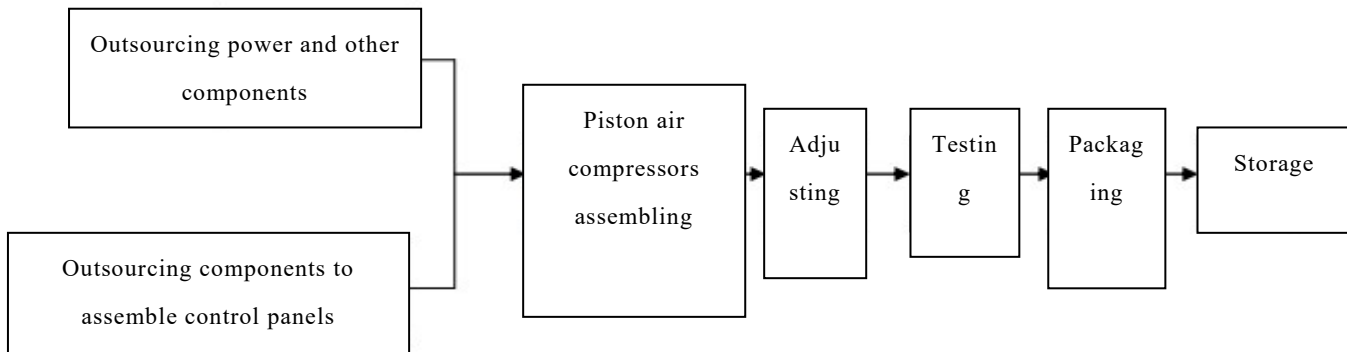 Outsourcing power and other
components
Outsourcing components to
assemble control panels
Piston air
compressors
assembling
Adju
sting
Testin
g
Packag
ing
Storage